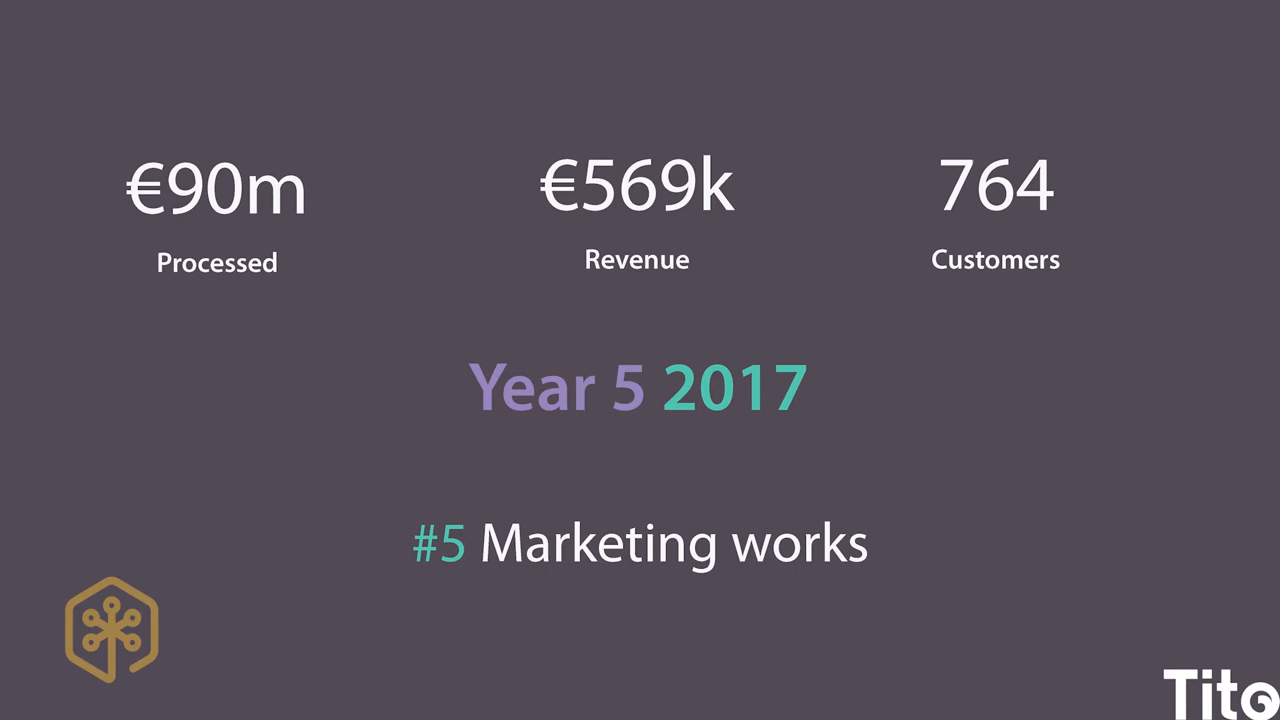 €90m €569k 764
Processed Revenue Customers
Year 5 2017
#5 Marketing works
Tito